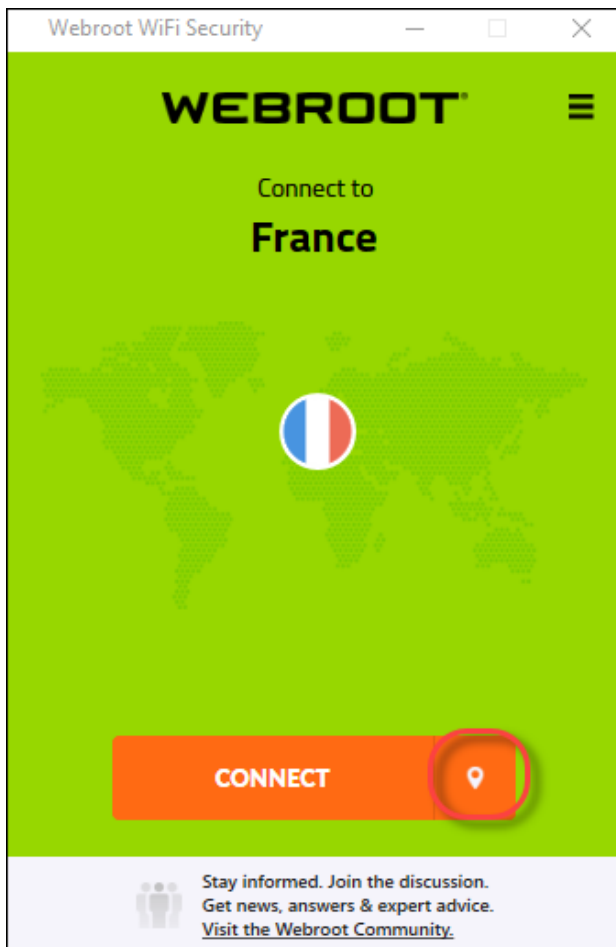 Webroot WiFi Security
WEBROOT®
Connect to
France
CONNECT
Stay informed. Join the discussion.
Get news, answers & expert advice.
Visit the Webroot Community.